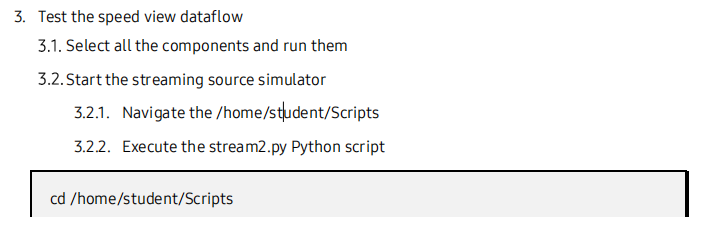 3. Test the speed view dataflow
3.1. Select all the components and run them
3.2. Start the streaming source simulator
3.2.1. Navigate the /home/student/Scripts
3.2.2. Execute the stream2.py Python script
cd /home/student/Scripts